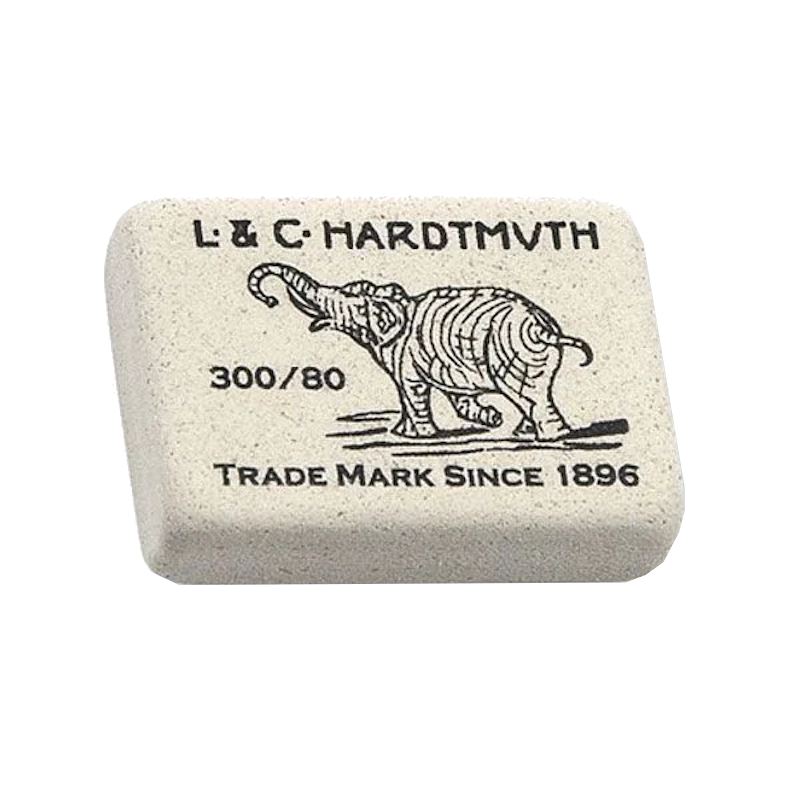 L. & C. HARDTMVTH
300/80
TRADE MARK SINCE 1896